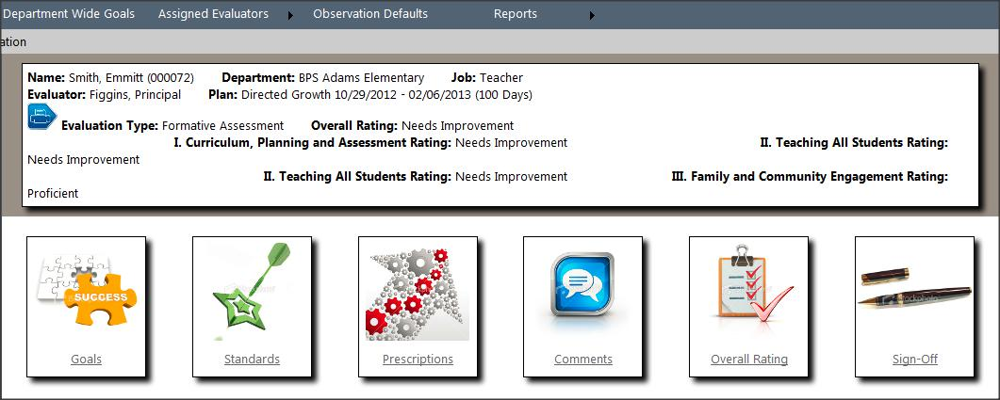 Department Wide Goals Assigned Evaluators Observation Defaults Reports
ation
Name: Smith, Emmitt (000072) Department: BPS Adams Elementary Job: Teacher
Evaluator: Figgins, Principal Plan: Directed Growth 10/29/2012 - 02/06/2013 (100 Days)
Evaluation Type: Formative Assessment Overall Rating: Needs Improvement
I. Curriculum, Planning and Assessment Rating: Needs Improvement II. Teaching All Students Rating:
Needs Improvement
II. Teaching All Students Rating: Needs Improvement III. Family and Community Engagement Rating:
Proficient
SUCCESS
Goals Standards Prescriptions Comments Overall Rating Sign-Off